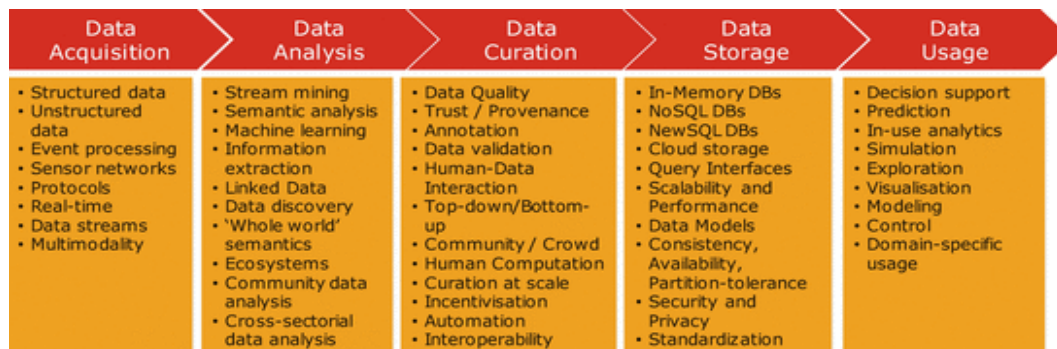 Data
Acquisition
Data
Analysis
Data
Curation
Data
Storage
Data
Usage
• Structured data
• Unstructured
data
• Event processing
• Sensor networks
• Protocols
• Real-time
• Data streams
• Multimodality
• Stream mining
• Semantic analysis
• Machine learning
• Information
extraction
• Linked Data
• Data discovery
• ‘Whole world’
semantics
• Ecosystems
• Community data
analysis
• Cross-sectorial
data analysis
• Data Quality
• Trust / Provenance
• Annotation
• Data validation
• Human-Data
Interaction
• Top-down/Bottom-
up
• Community / Crowd
• Human Computation
• Curation at scale
• Incentivisation
• Automation
• Interoperability
• In-Memory DBs
• NoSQL DBs
• NewSQL DBs
• Cloud storage
• Query Interfaces
• Scalability and
Performance
• Data Models
• Consistency,
Availability,
Partition-tolerance
• Security and
Privacy
• Standardization
• Decision support
• Prediction
• In-use analytics
• Simulation
• Exploration
• Visualisation
• Modeling
• Control
• Domain-specific
usage